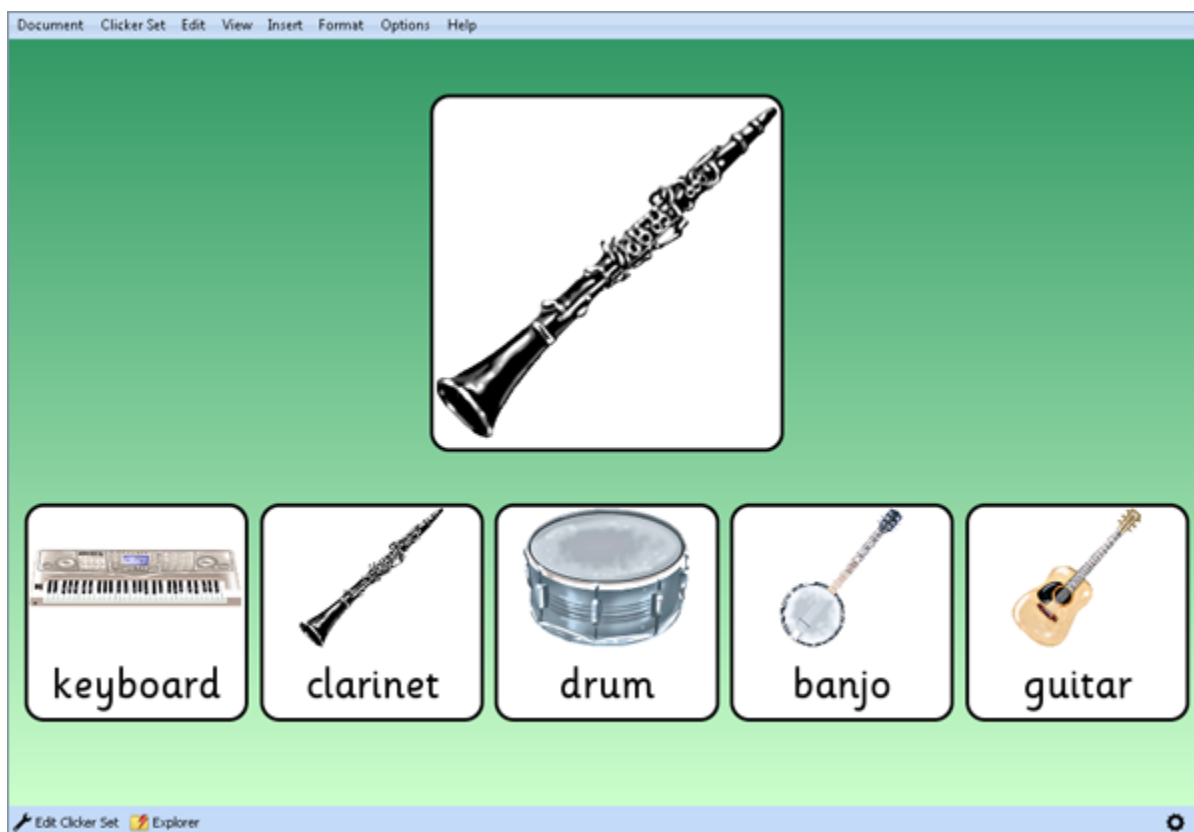 Document Clicker Set Edit View Insert Format Options Help
keyboard clarinet drum banjo guitar
Edit Clicker Set Explorer